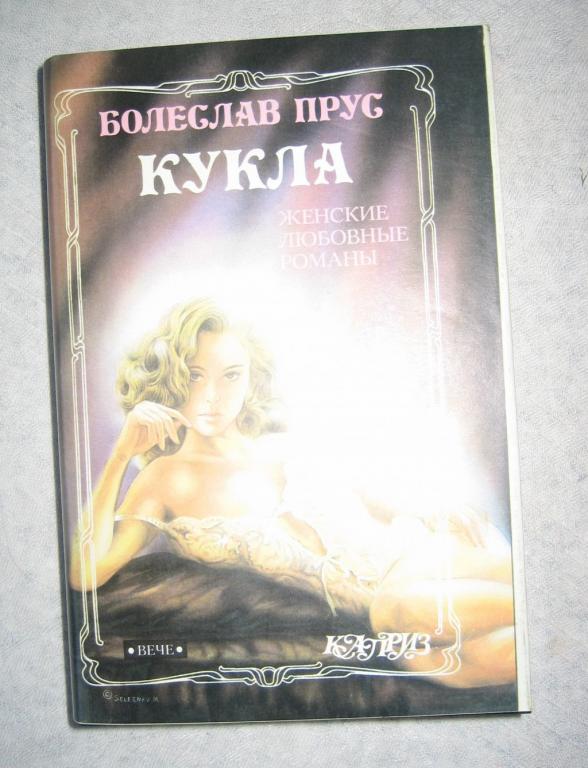 БОЛЕСЛАВ ПРУС
КУКЛА
ЖЕНСКИЕ
ЛЮБОВНЫЕ
РОМАНЫ
• ВЕЧЕ •
КАПРИЗ